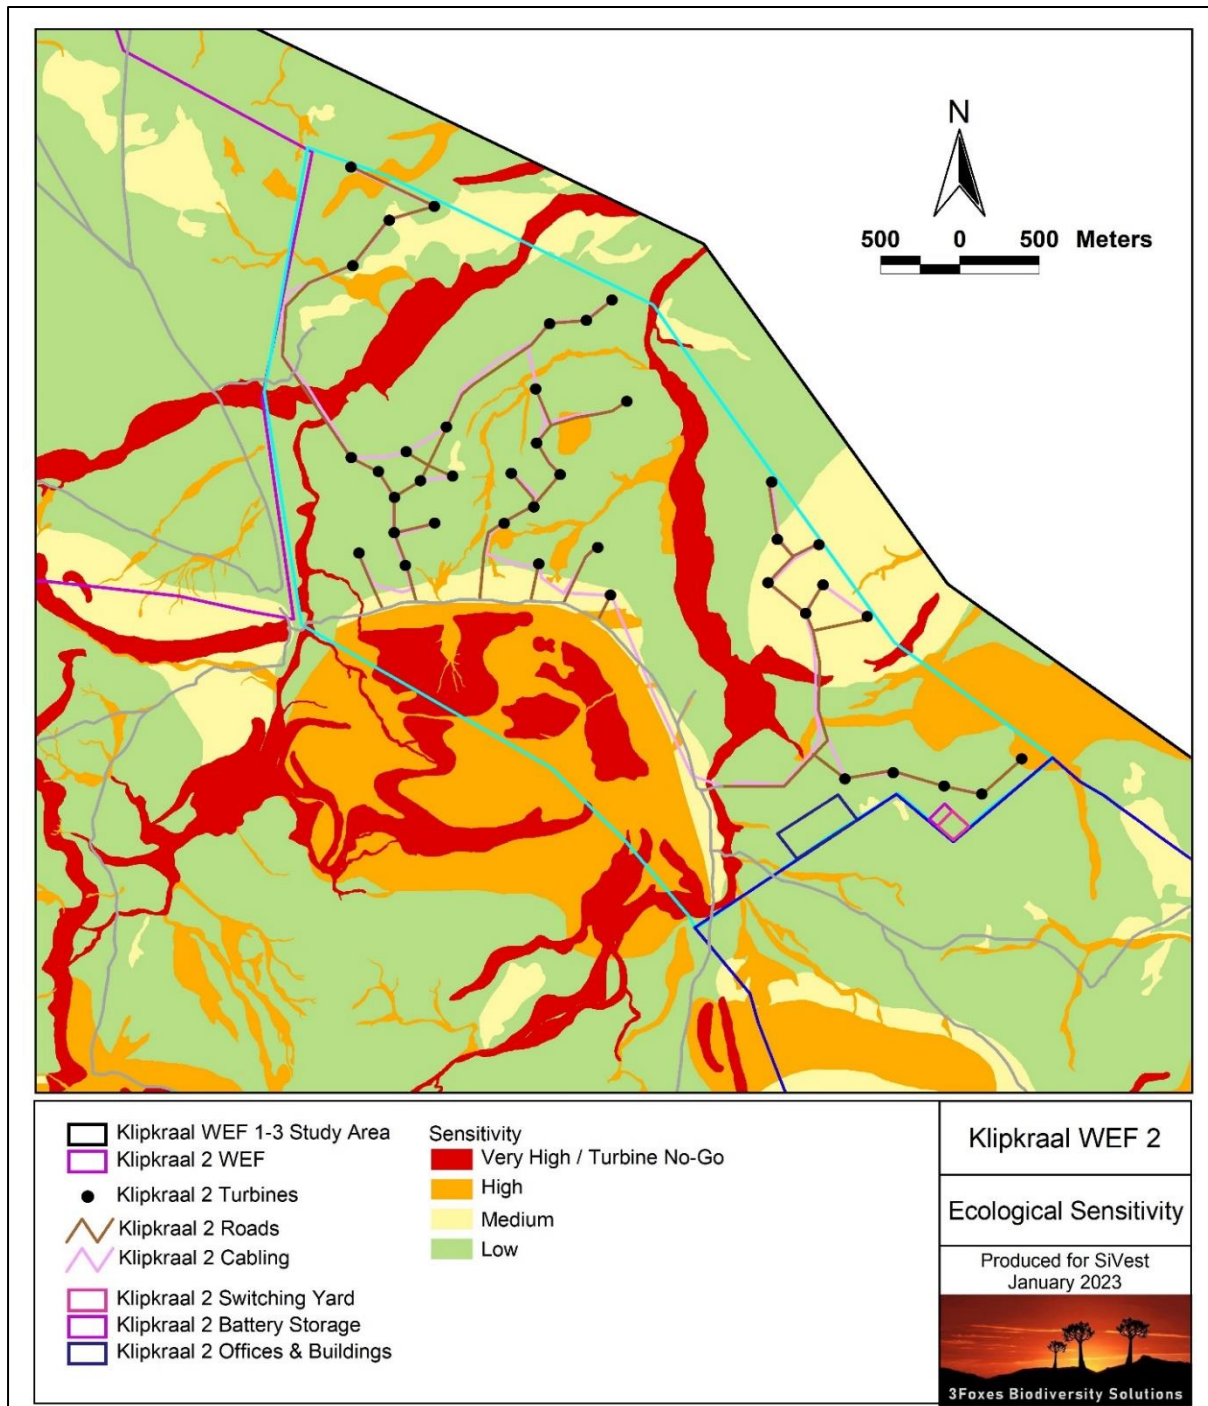 N
500 0 500 Meters
Klipkraal WEF 1-3 Study Area
Klipkraal 2 WEF
Klipkraal 2 Turbines
Klipkraal 2 Roads
Klipkraal 2 Cabling
Klipkraal 2 Switching Yard
Klipkraal 2 Battery Storage
Klipkraal 2 Offices & Buildings
Sensitivity
Very High / Turbine No-Go
High
Medium
Low
Klipkraal WEF 2
Ecological Sensitivity
Produced for SiVest
January 2023
3Foxes Biodiversity Solutions